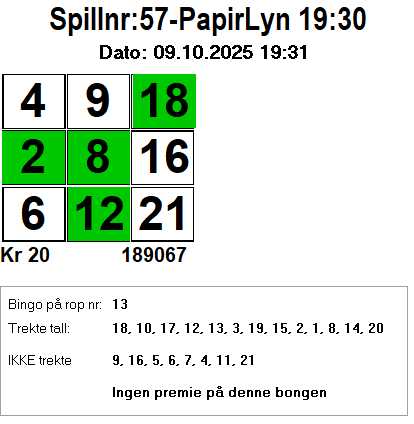 Spillnr:57-PapirLyn 19:30
Dato: 09.10.2025 19:31
4 9 18
2 8 16
6 12 21
Kr 20 189067
Bingo på rop nr: 13
Trekte tall: 18, 10, 17, 12, 13, 3, 19, 15, 2, 1, 8, 14, 20
IKKE trekte 9, 16, 5, 6, 7, 4, 11, 21
Ingen premie på denne bongen